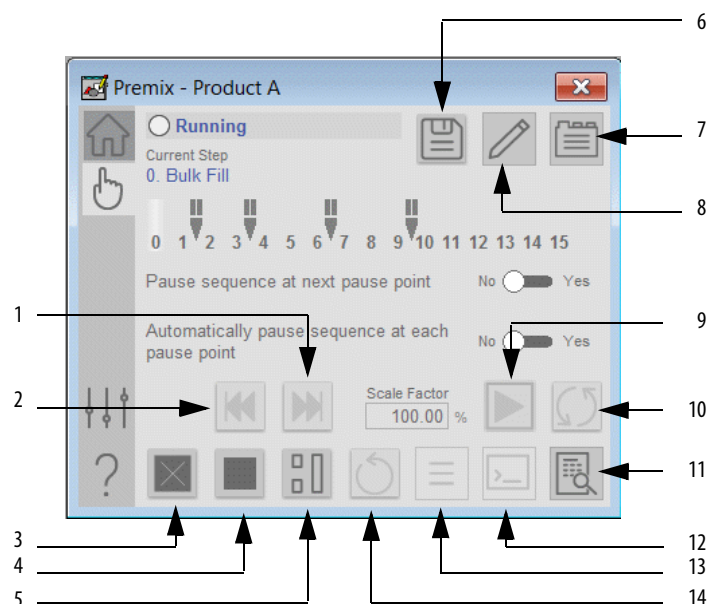 6
Premix - Product A
Running
7
Current Step
0. Bulk Fill
8
0 1 2 3 4 5 6 7 8 9 10 11 12 13 14 15
Pause sequence at next pause point No Yes
1
9
Automatically pause sequence at each
pause point
No Yes
2
Scale Factor
100.00 %
10
?
>_
11
3
12
4
13
5
14